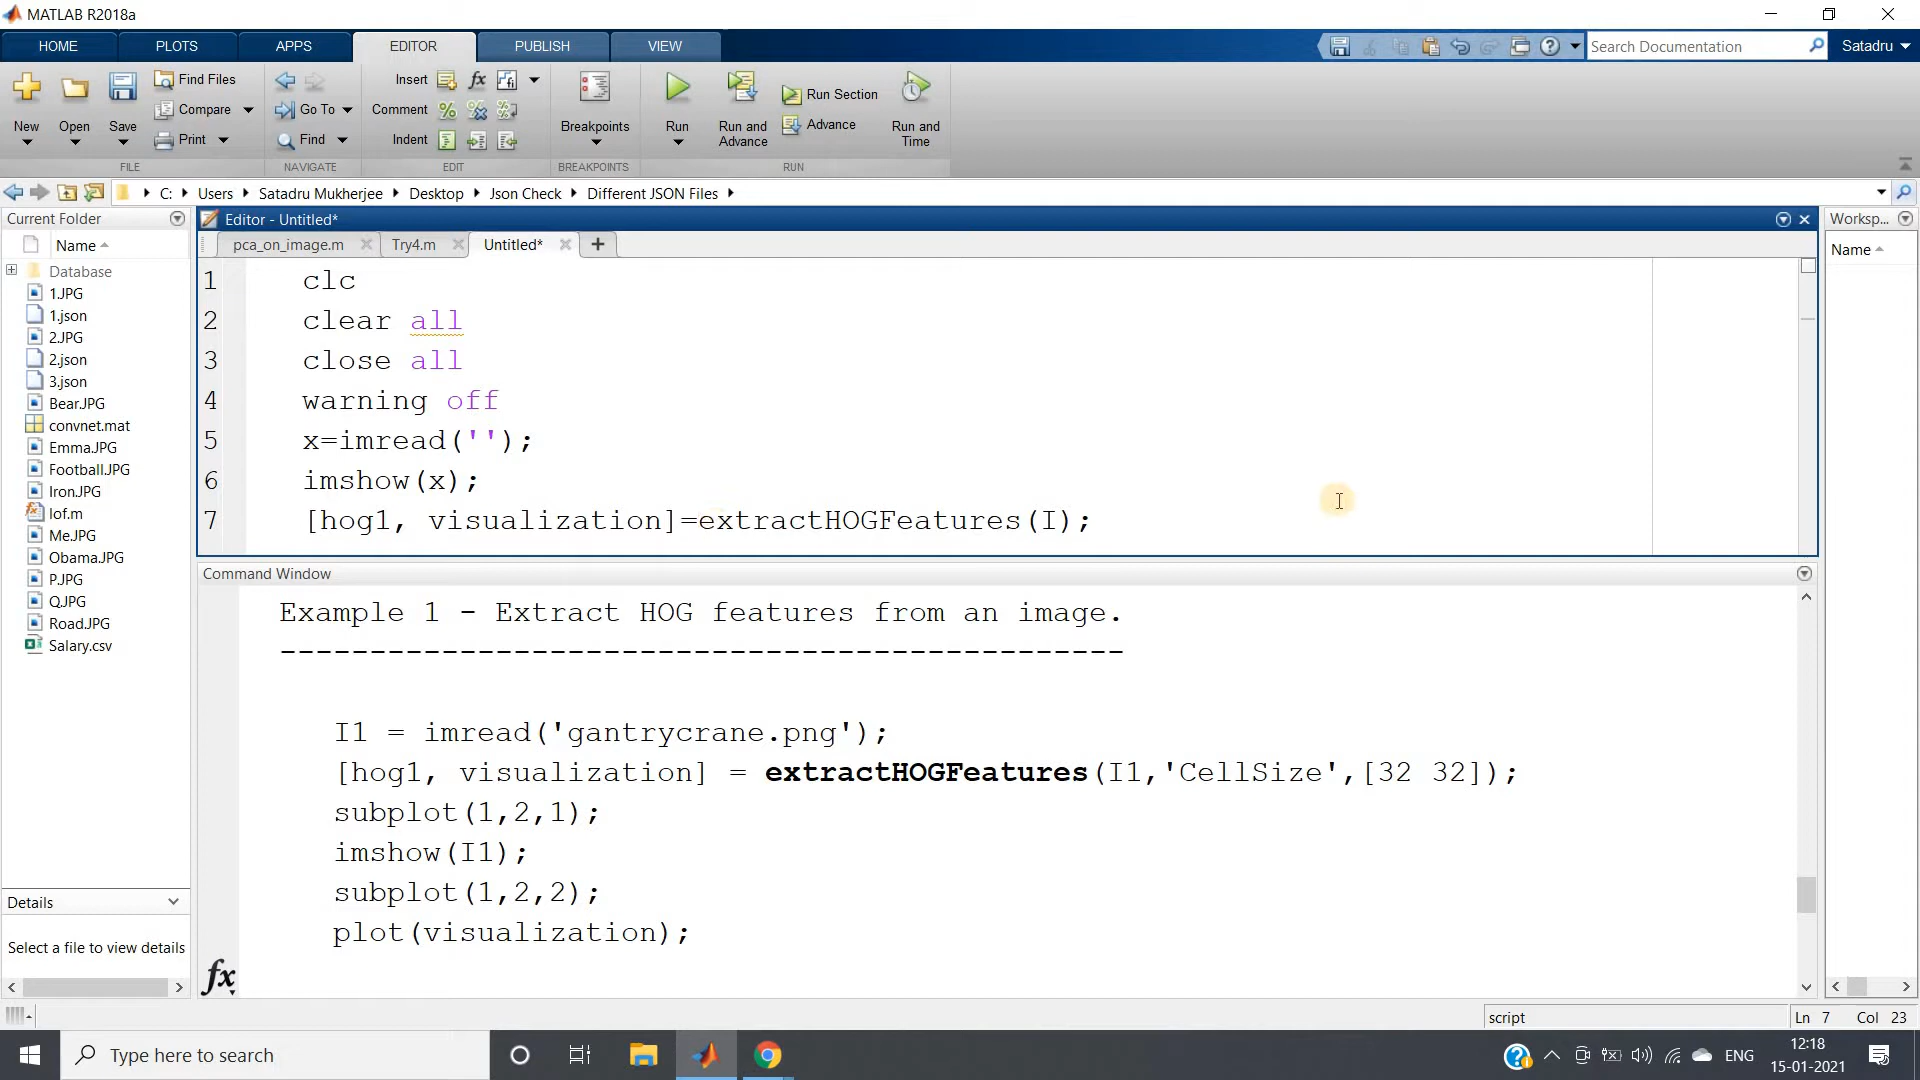 MATLAB R2018a
HOME PLOTS APPS EDITOR PUBLISH VIEW
Search Documentation
Satadru
New
Open
Save
Find Files
Compare
Print
FILE
Go To
Find
NAVIGATE
Insert
Comment
Indent
EDIT
Breakpoints
BREAKPOINTS
Run
Run and Advance
Run Section
Advance
Run and Time
RUN
C: Users Satadru Mukherjee Desktop Json Check Different JSON Files
Current Folder
Name
Database
1.JPG
1.json
2.JPG
2.json
3.json
Bear.JPG
convnet.mat
Emma.JPG
Football.JPG
Iron.JPG
lof.m
Me.JPG
Obama.JPG
P.JPG
Q.JPG
Road.JPG
Salary.csv
Details
Select a file to view details
Editor - Untitled*
pca_on_image.m Try4.m Untitled*
1 clc
2 clear all
3 close all
4 warning off
5 x=imread('');
6 imshow(x);
7 [hog1, visualization]=extractHOGFeatures(I);
Command Window
Example 1 - Extract HOG features from an image.
-----------------------------------------------
I1 = imread('gantrycrane.png');
[hog1, visualization] = extractHOGFeatures(I1,'CellSize',[32 32]);
subplot(1,2,1);
imshow(I1);
subplot(1,2,2);
plot(visualization);
fx
Worksp...
Name
script
Ln 7 Col 23
Type here to search
ENG
12:18
15-01-2021